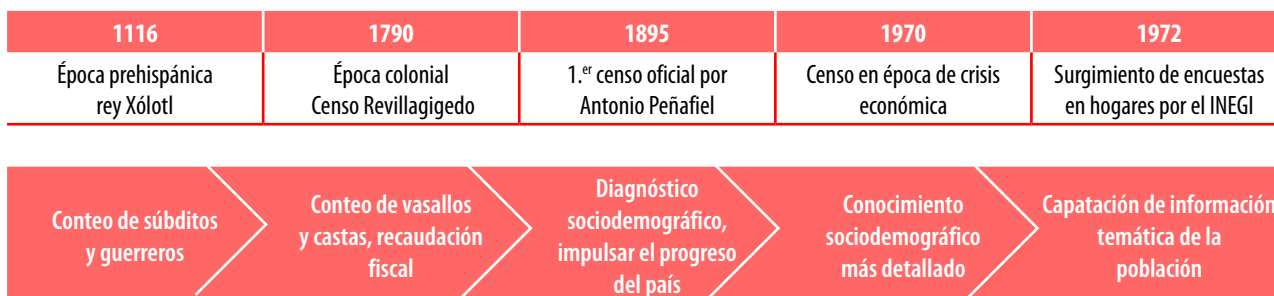 1116
1790
1895
1970
1972
Época prehispánica
rey Xólotl
Época colonial
Censo Revillagigedo
1.er censo oficial por
Antonio Peñafiel
Censo en época de crisis
económica
Surgimiento de encuestas
en hogares por el INEGI
Conteo de súbditos
y guerreros
Conteo de vasallos
y castas, recaudación
fiscal
Diagnóstico
sociodemográfico,
impulsar el progreso
del país
Conocimiento
sociodemográfico
más detallado
Capatación de información
temática de la
población